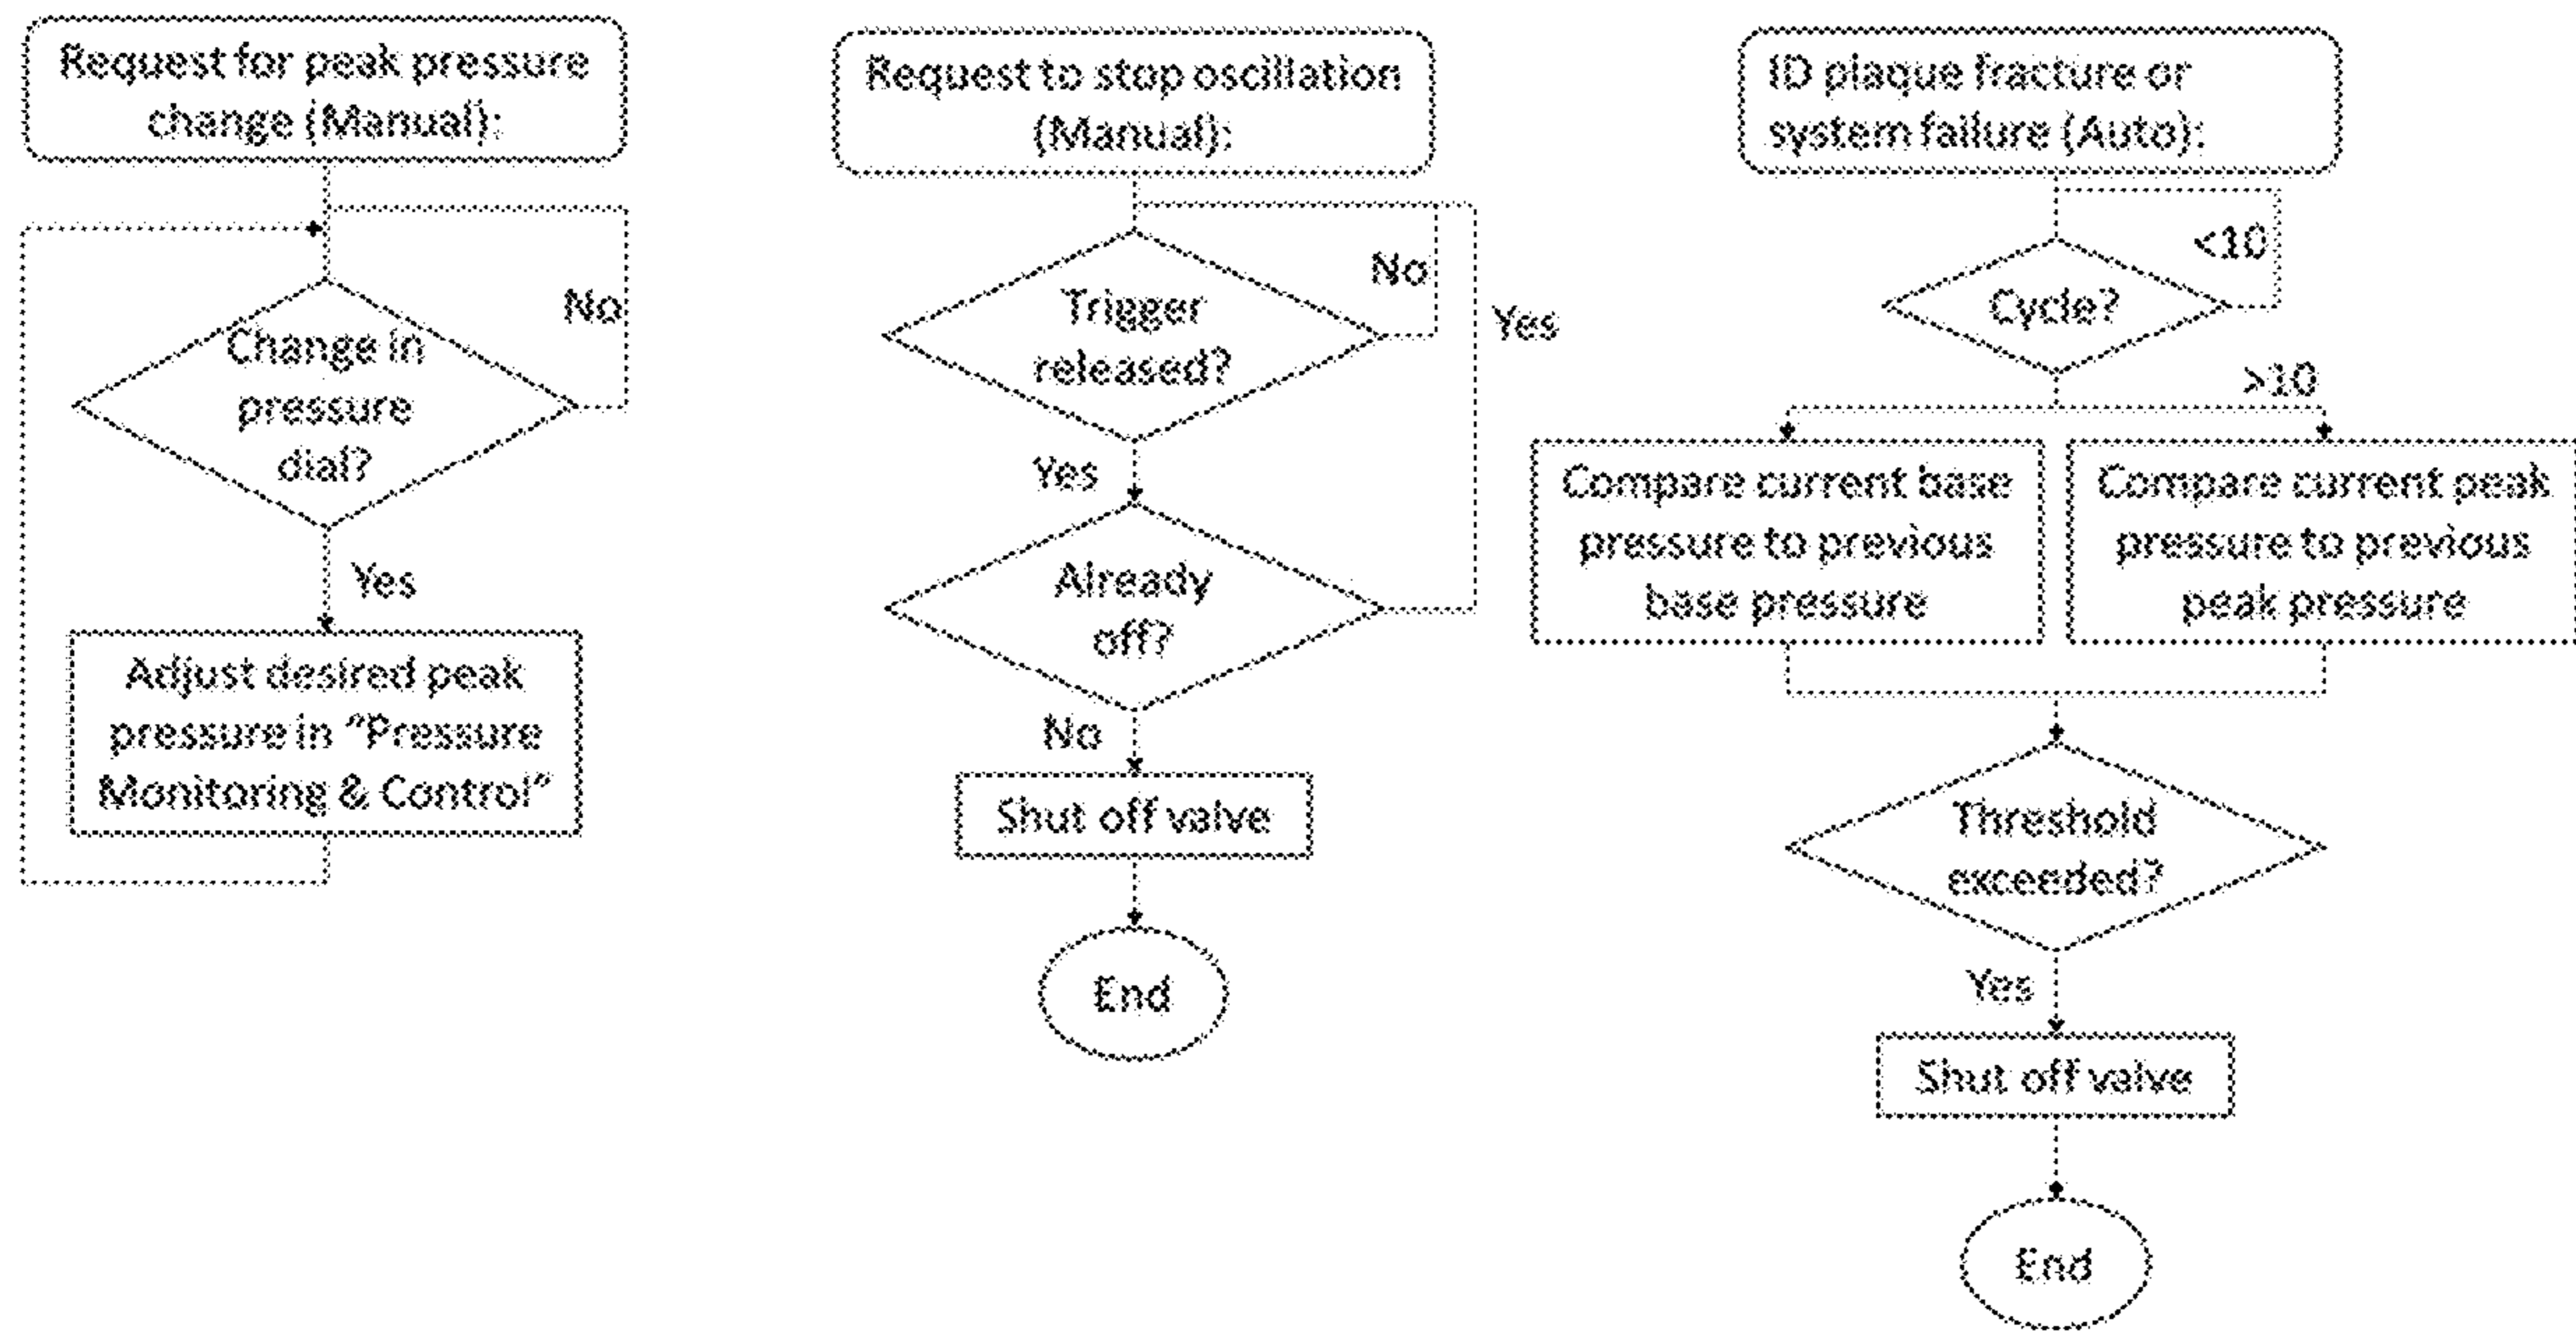 Request for peak pressure
change (Manual):
No
Change in
pressure
dial?
Yes
Adjust desired peak
pressure in “Pressure
Monitoring & Control”
Request to stop oscillation
(Manual):
No
Yes
Trigger
released?
Yes
Already
off?
No
Shut off valve
End
ID plaque fracture or
system failure (Auto):
<10
Cycle?
>10
Compare current base
pressure to previous
base pressure
Compare current peak
pressure to previous
peak pressure
Threshold
exceeded?
Yes
Shut off valve
End